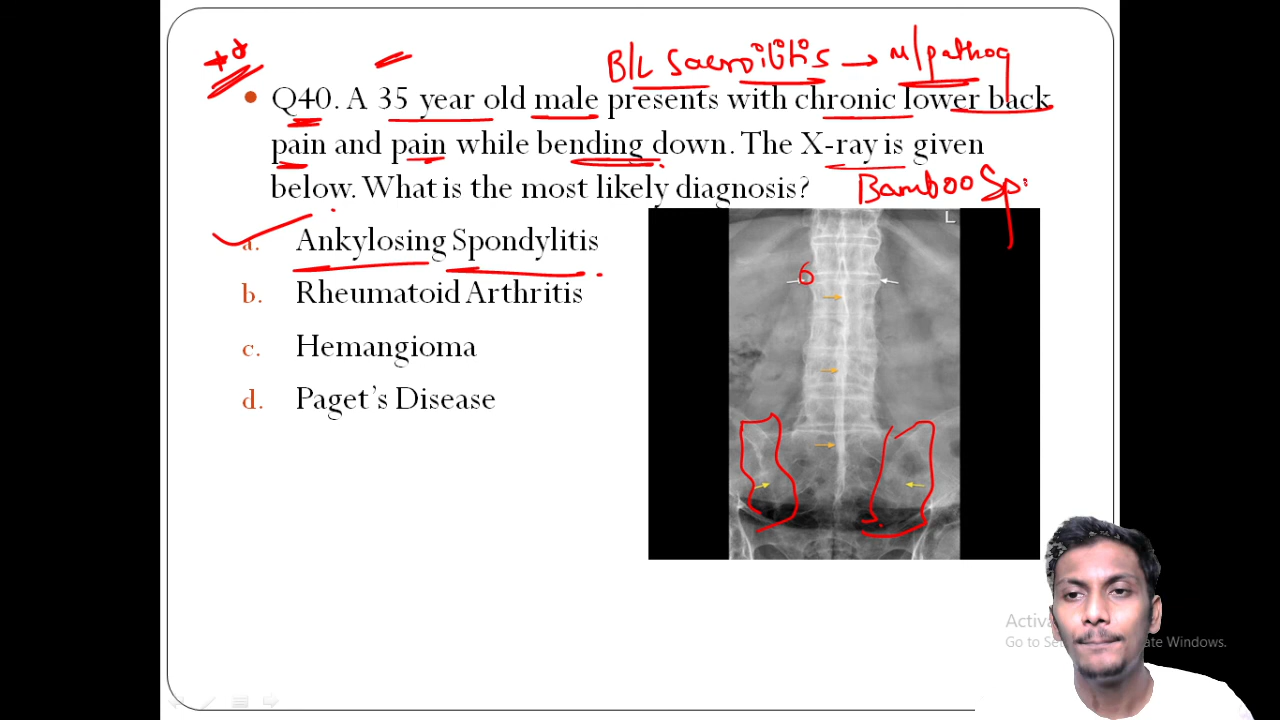 B/L Sacroilitis → m/pathog
Q40. A 35 year old male presents with chronic lower back
pain and pain while bending down. The X-ray is given
below. What is the most likely diagnosis?
Bamboo Sp
L
a. Ankylosing Spondylitis
b. Rheumatoid Arthritis
c. Hemangioma
d. Paget's Disease
6
Go to Se ate Windows.